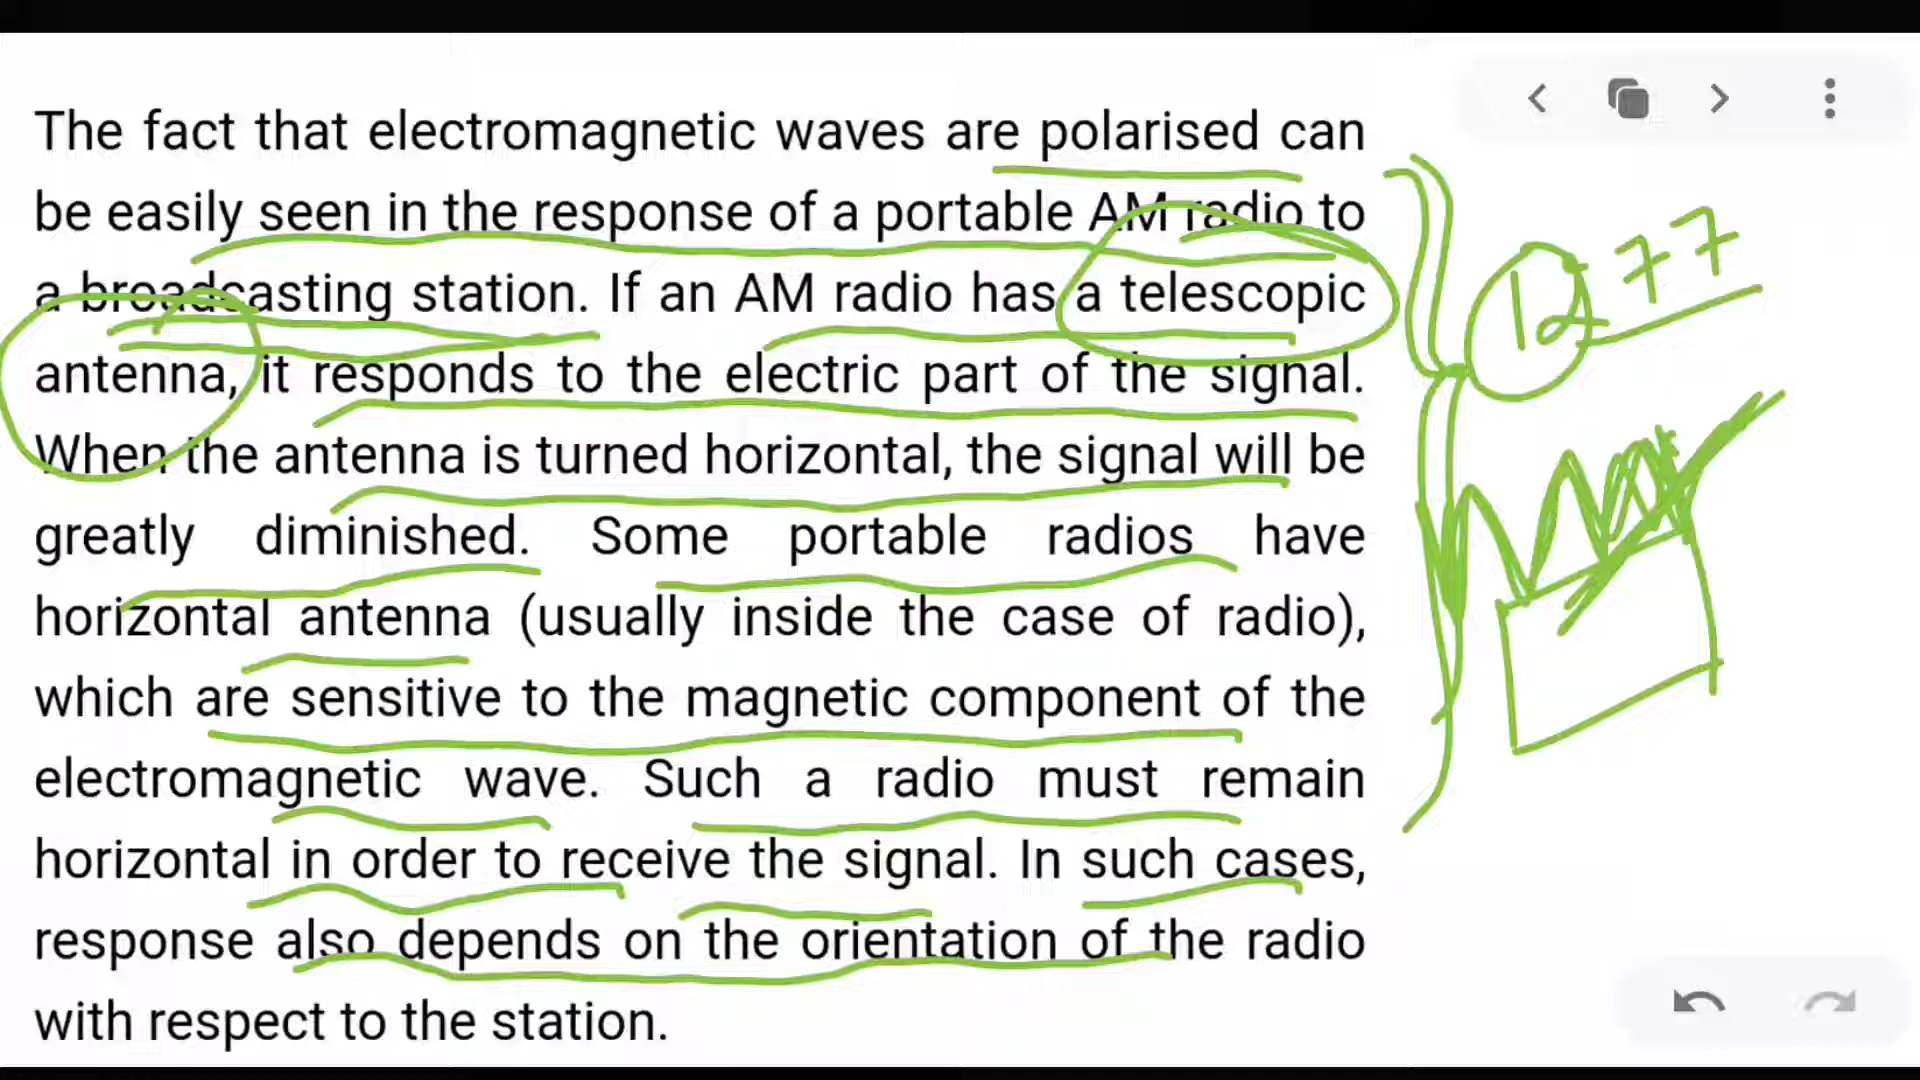 The fact that electromagnetic waves are polarised can
be easily seen in the response of a portable AM radio to
a broadcasting station. If an AM radio has a telescopic
antenna, it responds to the electric part of the signal.
When the antenna is turned horizontal, the signal will be
greatly diminished. Some portable radios have
horizontal antenna (usually inside the case of radio),
which are sensitive to the magnetic component of the
electromagnetic wave. Such a radio must remain
horizontal in order to receive the signal. In such cases,
response also depends on the orientation of the radio
with respect to the station.